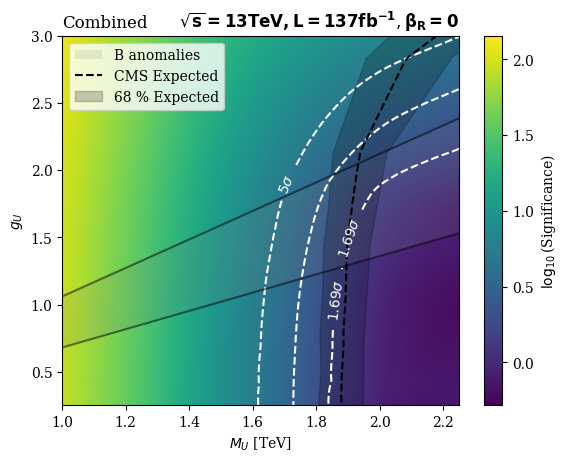 Combined √s = 13TeV, L = 137fb⁻¹, β_R = 0
B anomalies
CMS Expected
68 % Expected
3.0
2.5
2.0
1.5
1.0
0.5
g_U
5σ
1.69σ
1.69σ
1.0 1.2 1.4 1.6 1.8 2.0 2.2
M_U [TeV]
2.0
1.5
1.0
0.5
0.0
log₁₀(Significance)